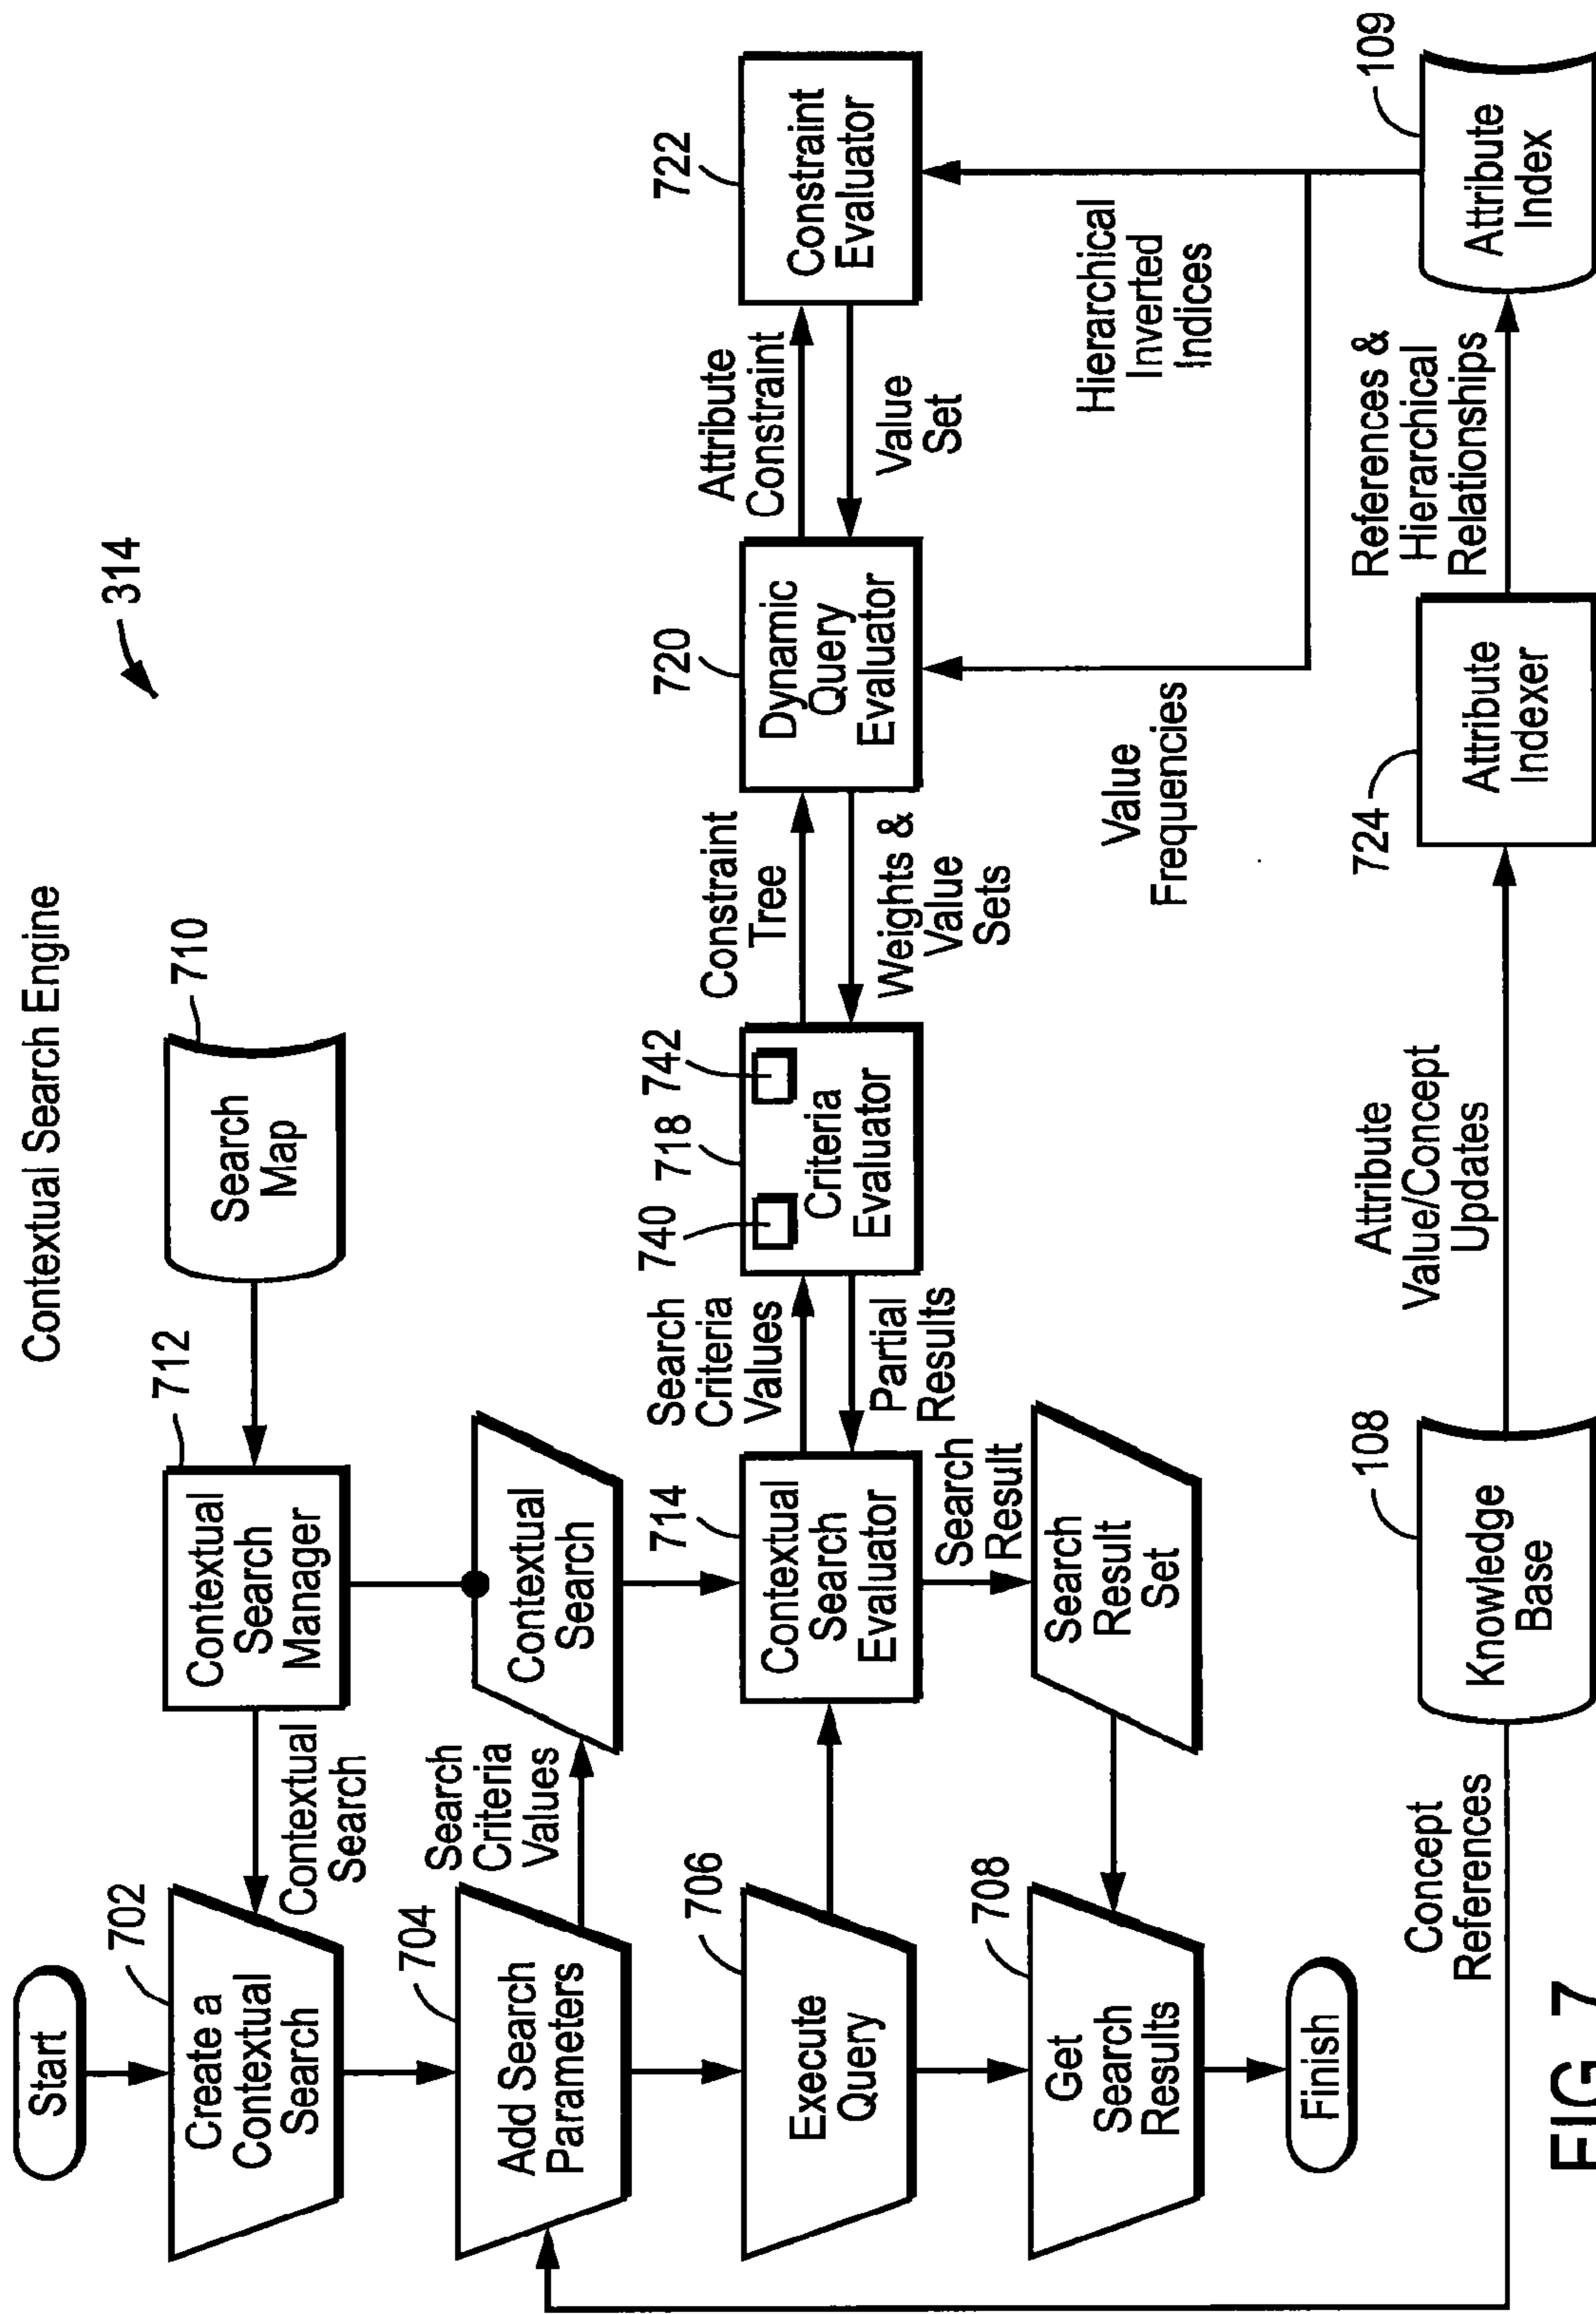 Contextual Search Engine
314
Start
702
Create a
Contextual
Search
Contextual
Search
712
Contextual
Search
Manager
710
Search
Map
704
Add Search
Parameters
Search
Criteria
Values
Contextual
Search
706
Execute
Query
714
Contextual
Search
Evaluator
Search
Criteria
Values
Partial
Results
740
718
742
Criteria
Evaluator
Constraint
Tree
Weights &
Value
Sets
720
Dynamic
Query
Evaluator
Attribute
Constraint
Value
Set
722
Constraint
Evaluator
Search
Result
708
Get
Search
Results
Search
Result
Set
Value
Frequencies
Hierarchical
Inverted
Indices
Finish
Concept
References
108
Knowledge
Base
Attribute
Value/Concept
Updates
724
Attribute
Indexer
References &
Hierarchical
Relationships
109
Attribute
Index
FIG 7